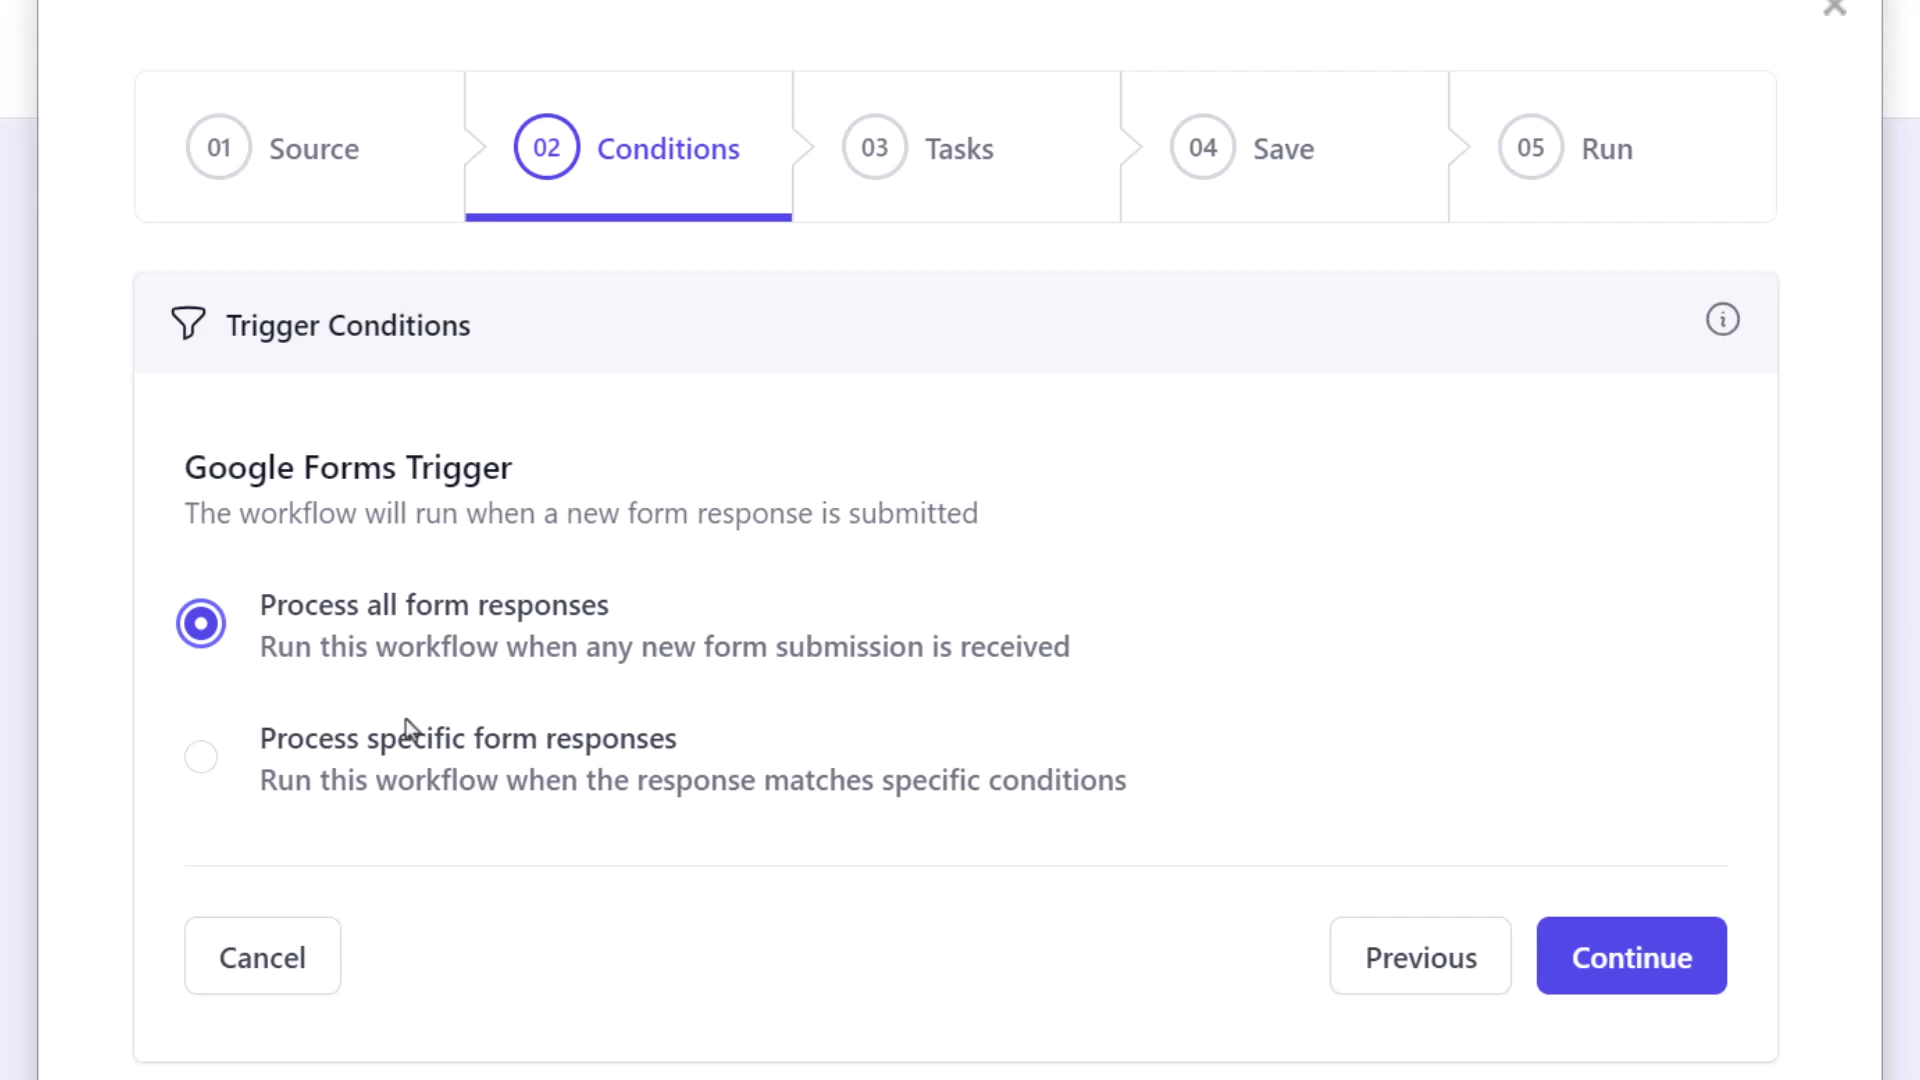 01 Source
02 Conditions
03 Tasks
04 Save
05 Run
Trigger Conditions
Google Forms Trigger
The workflow will run when a new form response is submitted
Process all form responses
Run this workflow when any new form submission is received
Process specific form responses
Run this workflow when the response matches specific conditions
Cancel
Previous
Continue